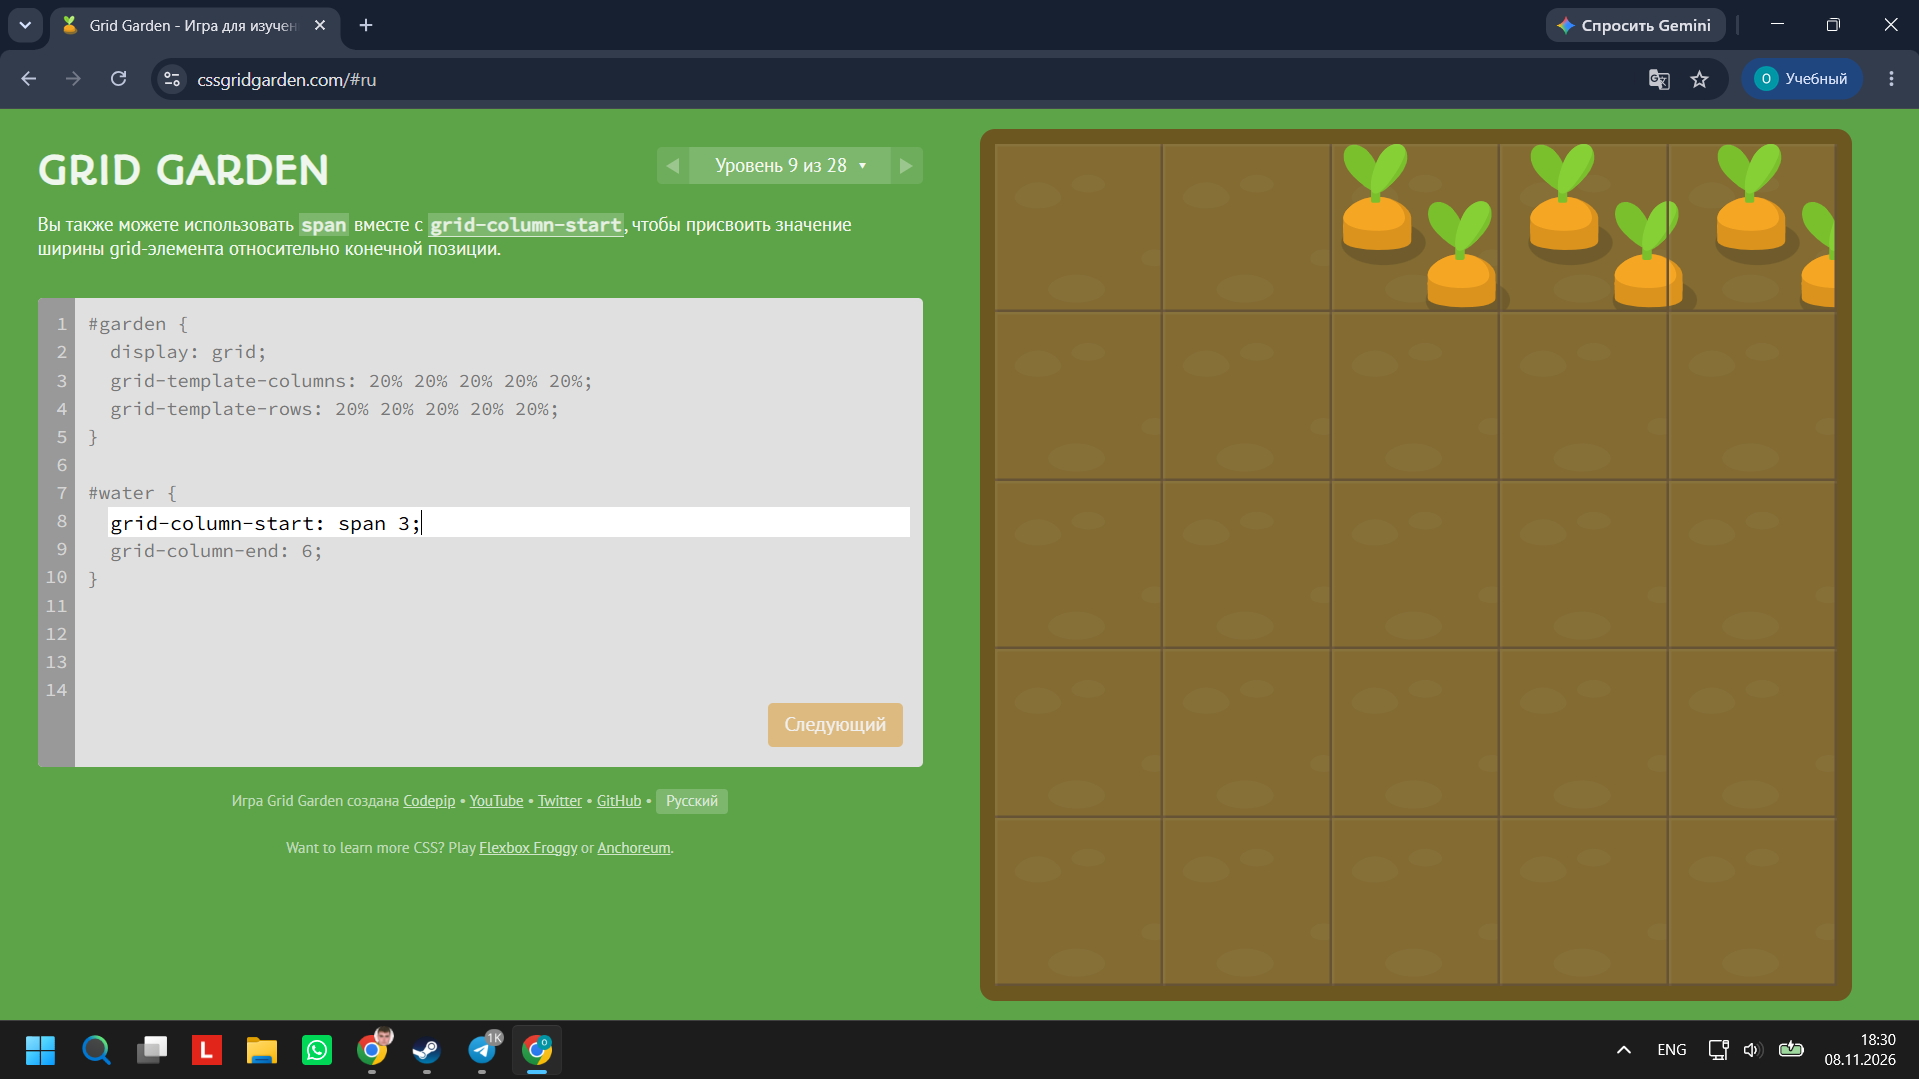 Grid Garden - Игра для изучен
Спросить Gemini
cssgridgarden.com/#ru
O Учебный
GRID GARDEN
Уровень 9 из 28
Вы также можете использовать span вместе с grid-column-start, чтобы присвоить значение
ширины grid-элемента относительно конечной позиции.
1 #garden {
2 display: grid;
3 grid-template-columns: 20% 20% 20% 20% 20%;
4 grid-template-rows: 20% 20% 20% 20% 20%;
5 }
6
7 #water {
8 grid-column-start: span 3;
9 grid-column-end: 6;
10 }
11
12
13
14
Следующий
Игра Grid Garden создана Codepip • YouTube • Twitter • GitHub • Русский
Want to learn more CSS? Play Flexbox Froggy or Anchoreum.
L
1K
O
ENG
18:30
08.11.2026